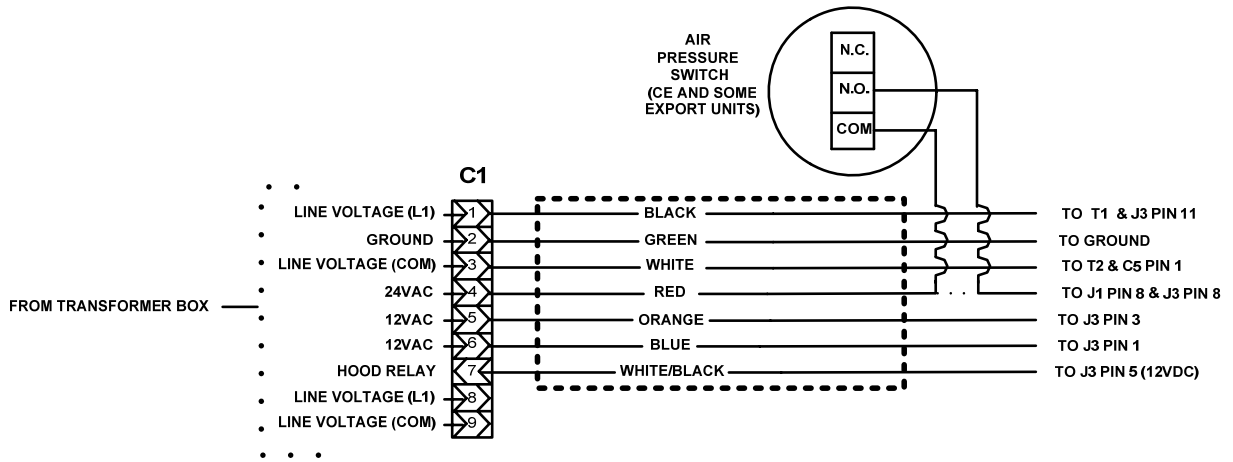 AIR
PRESSURE
SWITCH
(CE AND SOME
EXPORT UNITS)
N.C.
N.O.
COM
C1
LINE VOLTAGE (L1) 1 BLACK TO T1 & J3 PIN 11
GROUND 2 GREEN TO GROUND
LINE VOLTAGE (COM) 3 WHITE TO T2 & C5 PIN 1
24VAC 4 RED TO J1 PIN 8 & J3 PIN 8
FROM TRANSFORMER BOX
12VAC 5 ORANGE TO J3 PIN 3
12VAC 6 BLUE TO J3 PIN 1
HOOD RELAY 7 WHITE/BLACK TO J3 PIN 5 (12VDC)
LINE VOLTAGE (L1) 8
LINE VOLTAGE (COM) 9